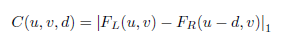 C(u, v, d) = |F_L(u, v) − F_R(u − d, v)|_1